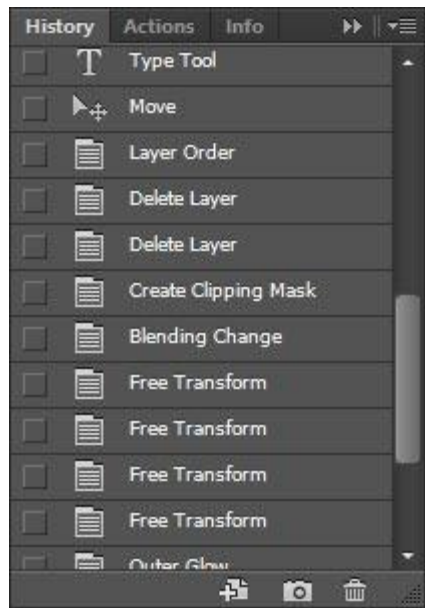 History Actions Info
Type Tool
Move
Layer Order
Delete Layer
Delete Layer
Create Clipping Mask
Blending Change
Free Transform
Free Transform
Free Transform
Free Transform
Outer Glow